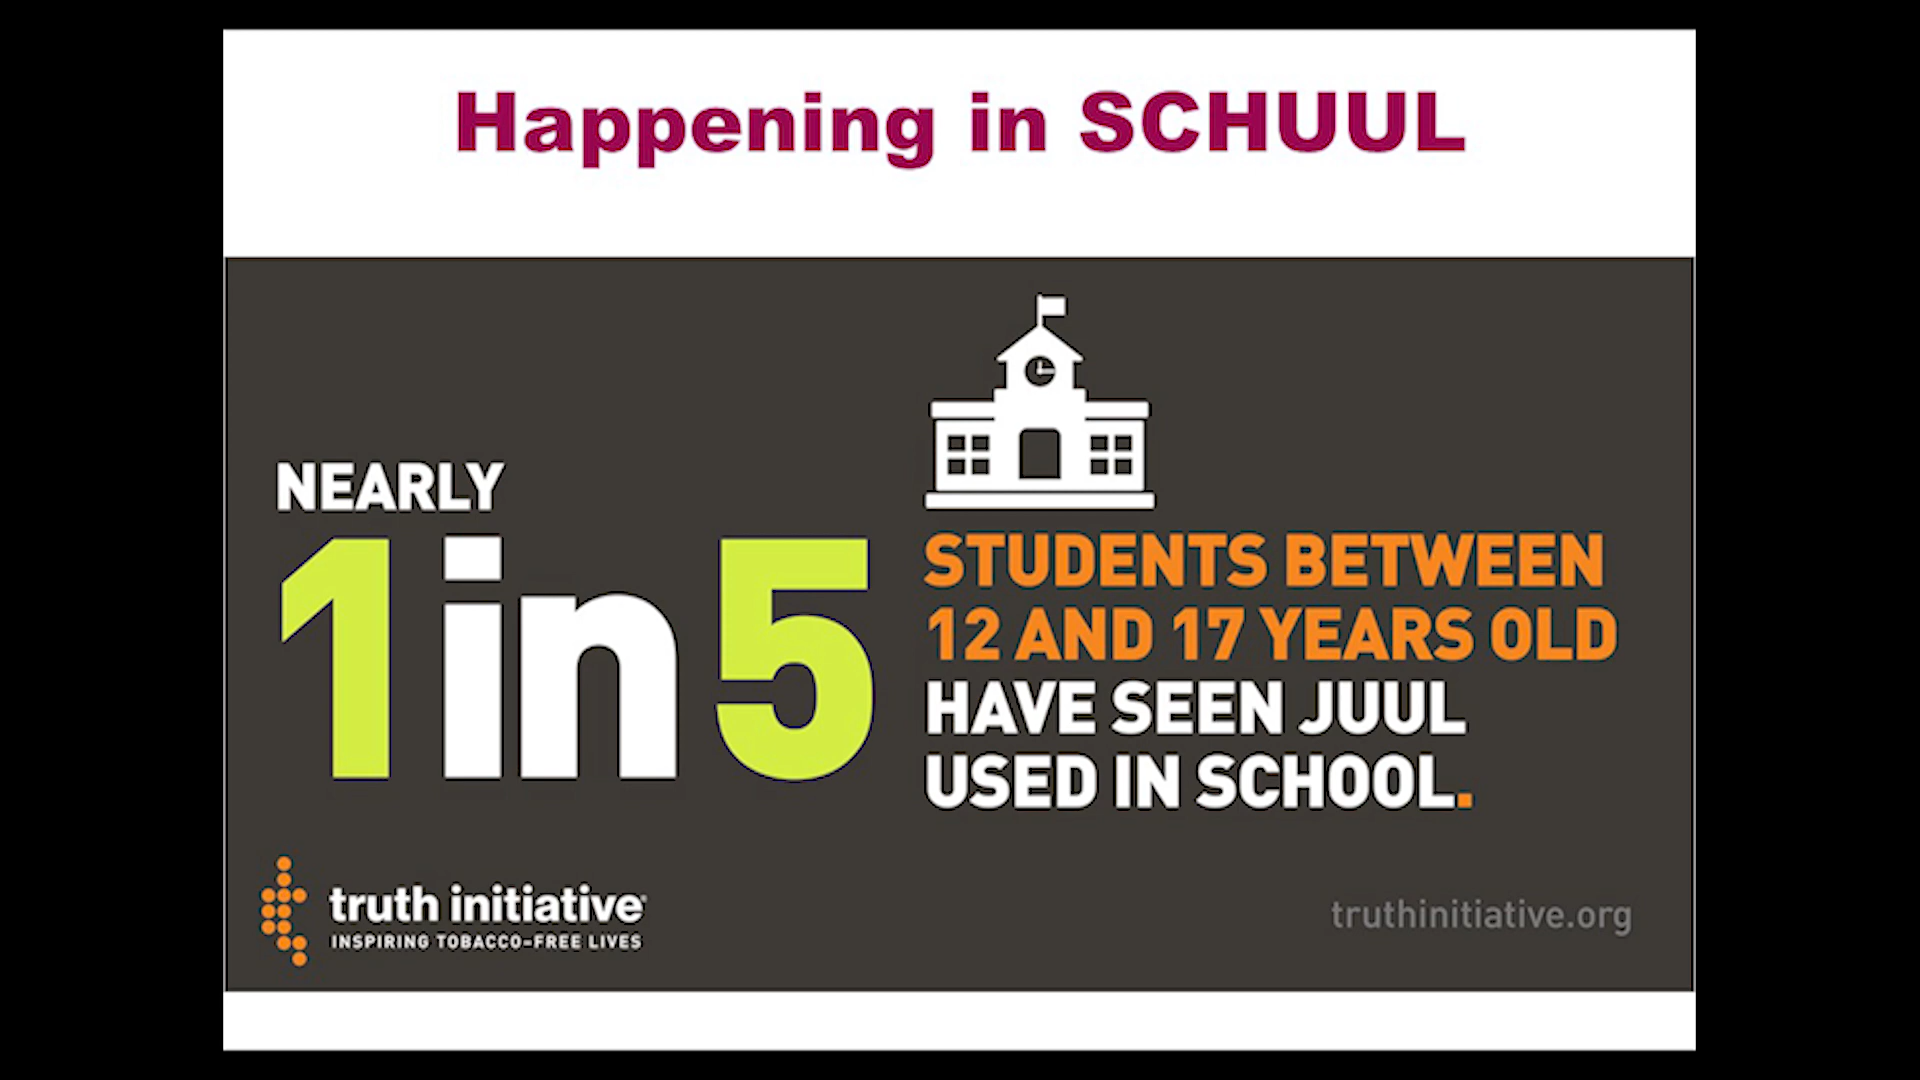 Happening in SCHUUL
NEARLY
1in5
STUDENTS BETWEEN
12 AND 17 YEARS OLD
HAVE SEEN JUUL
USED IN SCHOOL.
truth initiative®
INSPIRING TOBACCO-FREE LIVES
truthinitiative.org